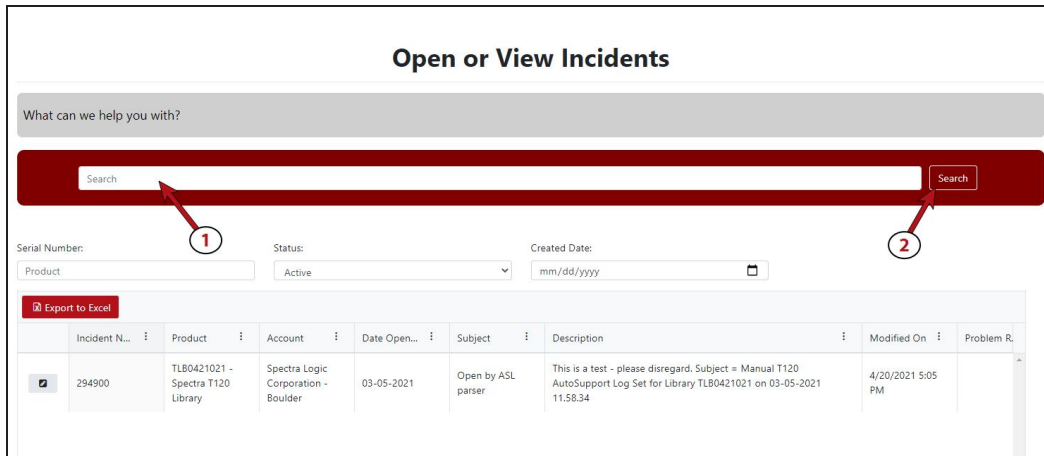 Open or View Incidents
What can we help you with?
Search
Search
1
2
Serial Number:
Status:
Created Date:
Product
Active
mm/dd/yyyy
Export to Excel
Incident N...
Product
Account
Date Open...
Subject
Description
Modified On
Problem R.
294900
TLB0421021 -
Spectra T120
Library
Spectra Logic
Corporation -
Boulder
03-05-2021
Open by ASL
parser
This is a test - please disregard. Subject = Manual T120
AutoSupport Log Set for Library TLB0421021 on 03-05-2021
11.58.34
4/20/2021 5:05
PM